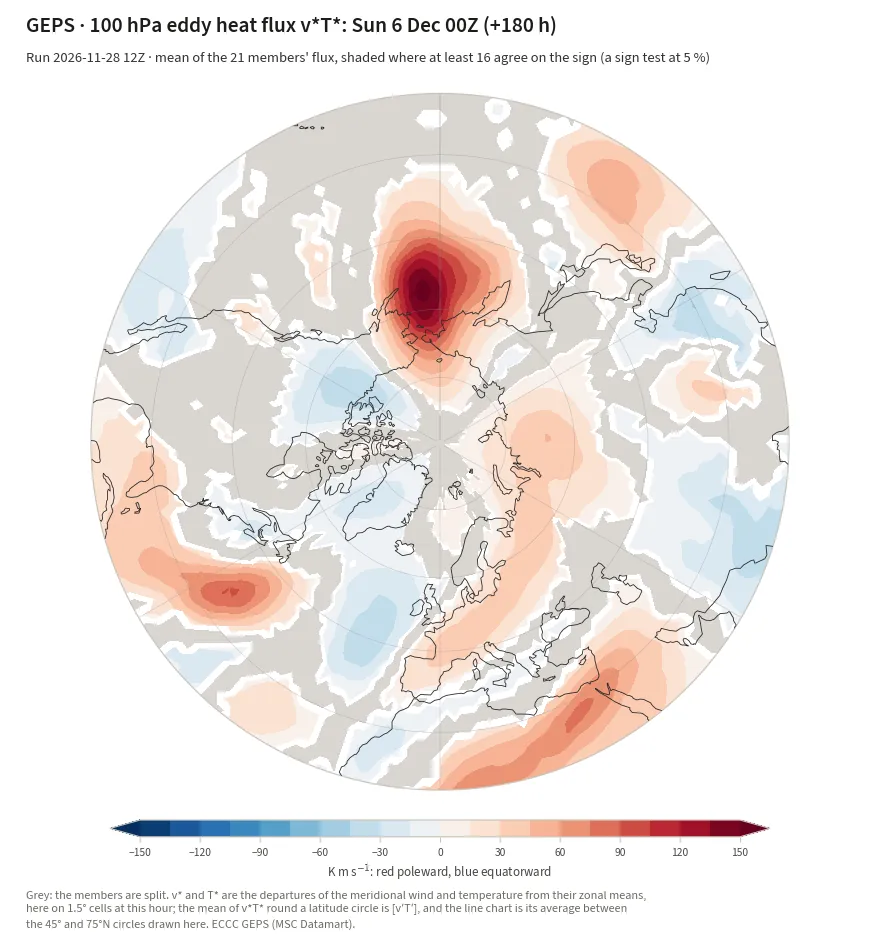 GEPS · 100 hPa eddy heat flux v*T*: Sun 6 Dec 00Z (+180 h)
Run 2026-11-28 12Z · mean of the 21 members' flux, shaded where at least 16 agree on the sign (a sign test at 5 %)
−150 −120 −90 −60 −30 0 30 60 90 120 150
K m s⁻¹: red poleward, blue equatorward
Grey: the members are split. v* and T* are the departures of the meridional wind and temperature from their zonal means,
here on 1.5° cells at this hour; the mean of v*T* round a latitude circle is [v'T'], and the line chart is its average between
the 45° and 75°N circles drawn here. ECCC GEPS (MSC Datamart).